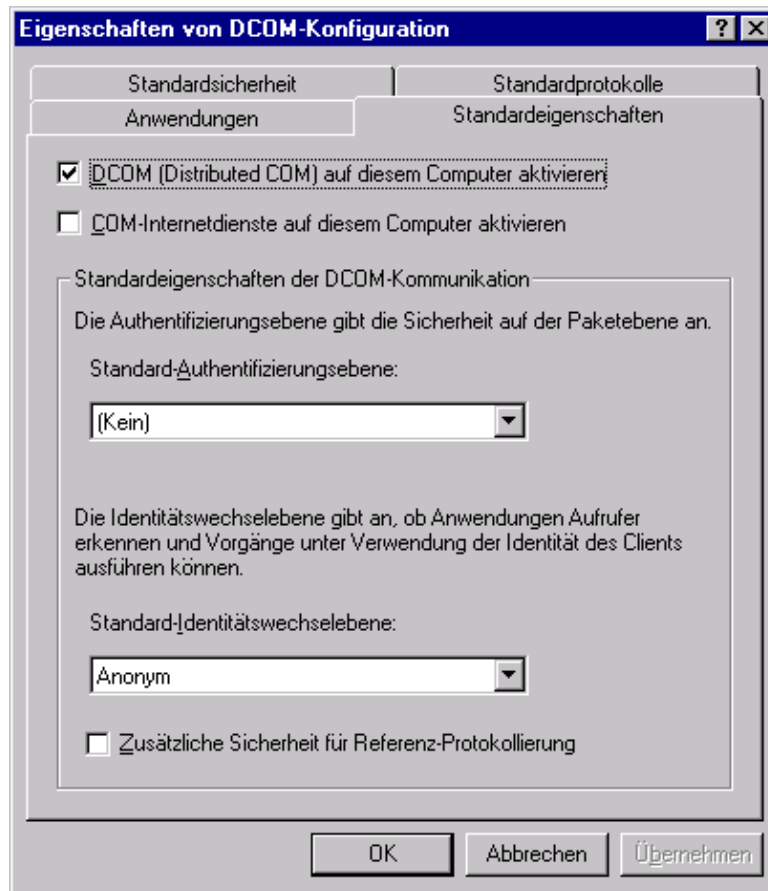 Eigenschaften von DCOM-Konfiguration
Standardsicherheit
Standardprotokolle
Anwendungen
Standardeigenschaften
DCOM (Distributed COM) auf diesem Computer aktivieren
COM-Internetdienste auf diesem Computer aktivieren
Standardeigenschaften der DCOM-Kommunikation
Die Authentifizierungsebene gibt die Sicherheit auf der Paketebene an.
Standard-Authentifizierungsebene:
(Kein)
Die Identitätswechselebene gibt an, ob Anwendungen Aufrufer
erkennen und Vorgänge unter Verwendung der Identität des Clients
ausführen können.
Standard-Identitätswechselebene:
Anonym
Zusätzliche Sicherheit für Referenz-Protokollierung
OK
Abbrechen
Übernehmen